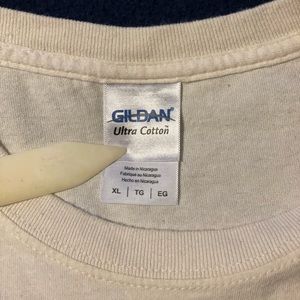 GILDAN®
Ultra Cotton
Made in Nicaragua
Fabriqué au Nicaragua
Hecho en Nicaragua
XL | TG | EG